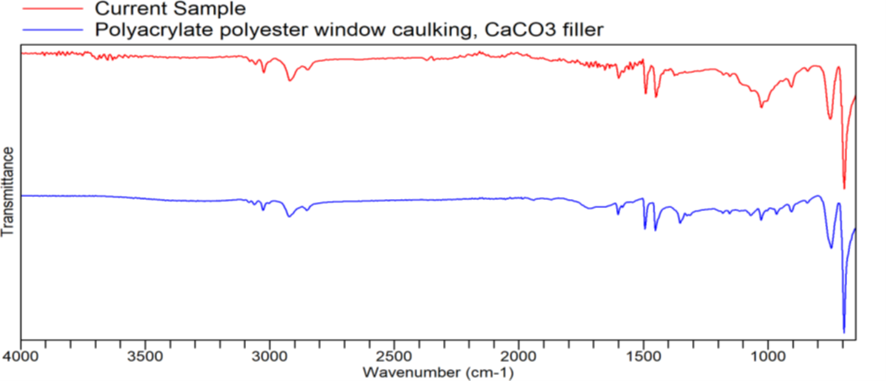 Current Sample
Polyacrylate polyester window caulking, CaCO3 filler
Transmittance
4000 3500 3000 2500 2000 1500 1000
Wavenumber (cm-1)